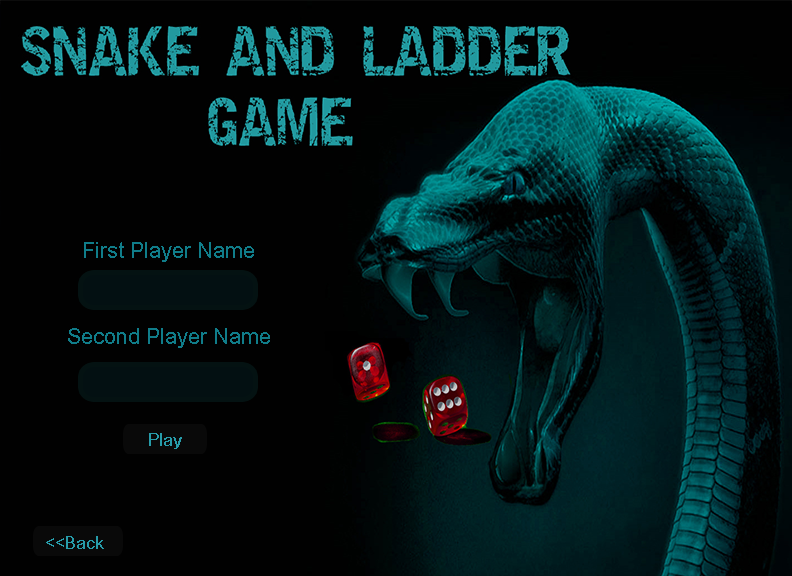 SNAKE AND LADDER
GAME
First Player Name
Second Player Name
Play
<<Back